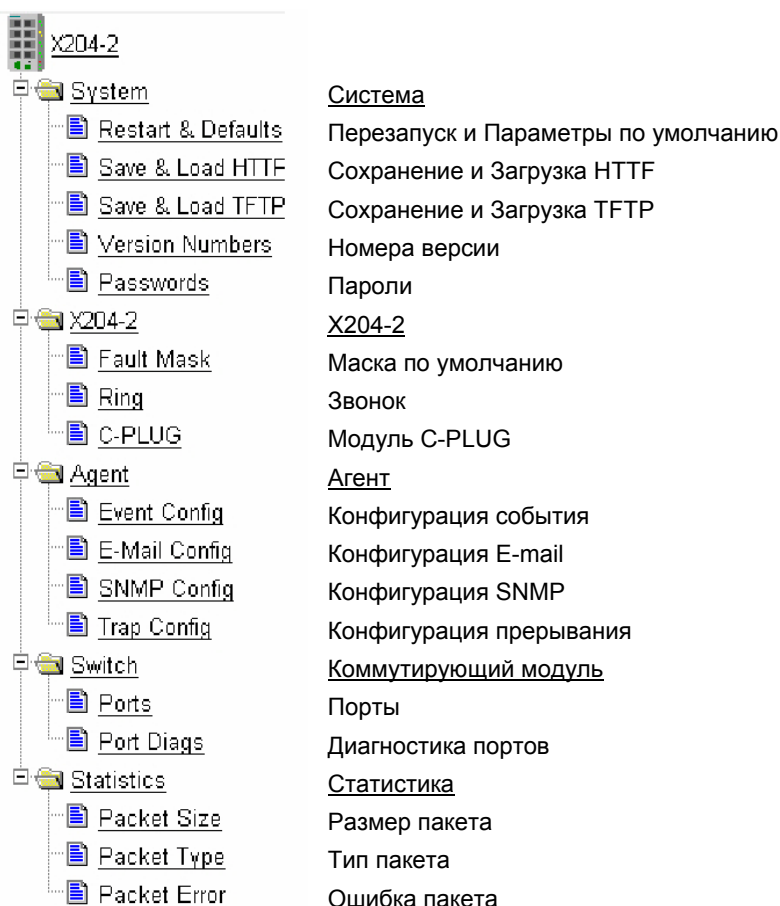 X204-2
System Система
Restart & Defaults Перезапуск и Параметры по умолчанию
Save & Load HTTF Сохранение и Загрузка HTTF
Save & Load TFTP Сохранение и Загрузка TFTP
Version Numbers Номера версии
Passwords Пароли
X204-2 X204-2
Fault Mask Маска по умолчанию
Ring Звонок
C-PLUG Модуль C-PLUG
Agent Агент
Event Config Конфигурация события
E-Mail Config Конфигурация E-mail
SNMP Config Конфигурация SNMP
Trap Config Конфигурация прерывания
Switch Коммутирующий модуль
Ports Порты
Port Diags Диагностика портов
Statistics Статистика
Packet Size Размер пакета
Packet Type Тип пакета
Packet Error Ошибка пакета